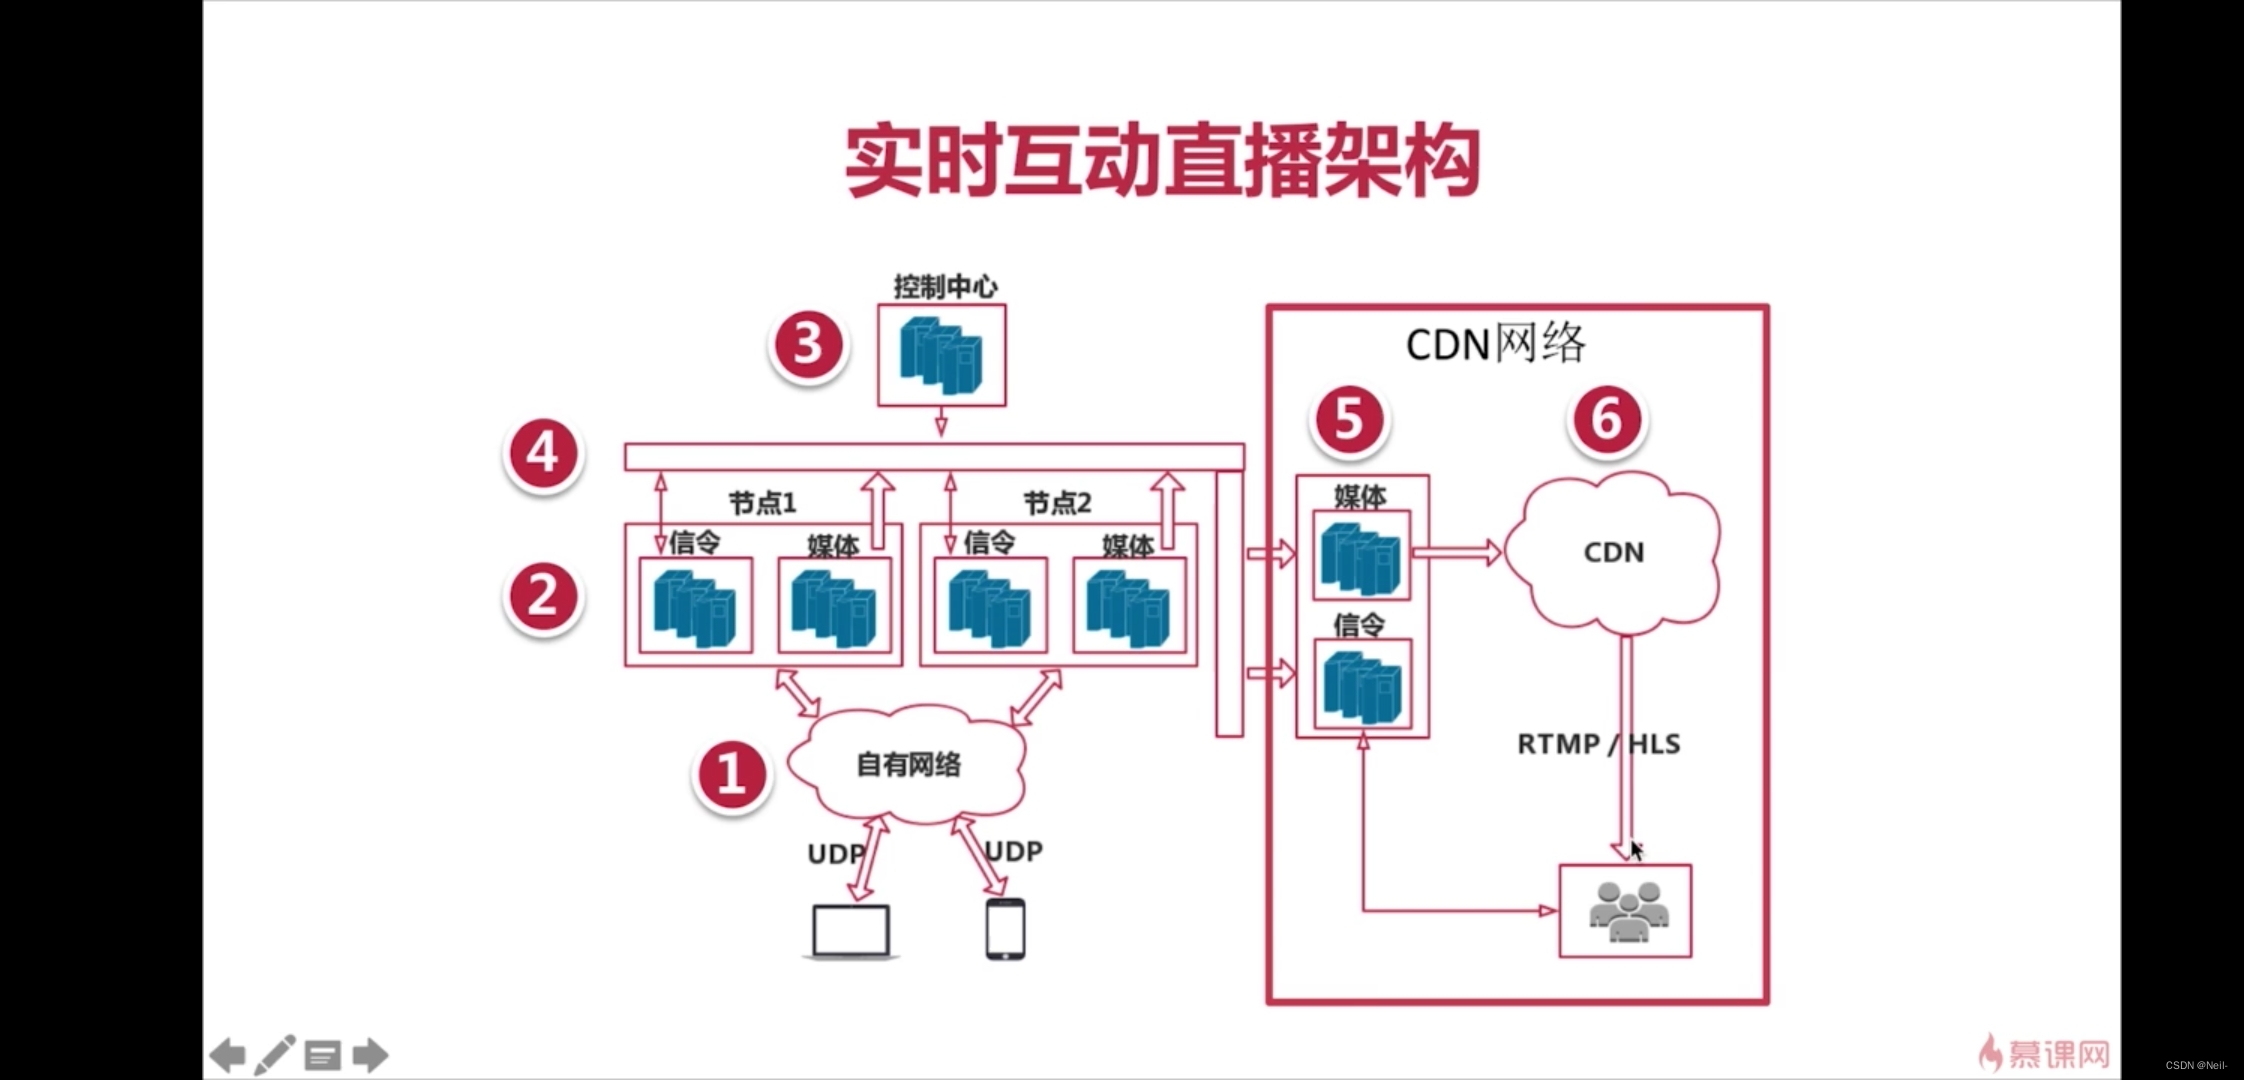 实时互动直播架构
控制中心
3
CDN网络
4
5
6
节点1
节点2
信令
媒体
信令
媒体
媒体
CDN
2
信令
1
自有网络
RTMP / HLS
UDP
UDP
慕课网
CSDN @Neil-